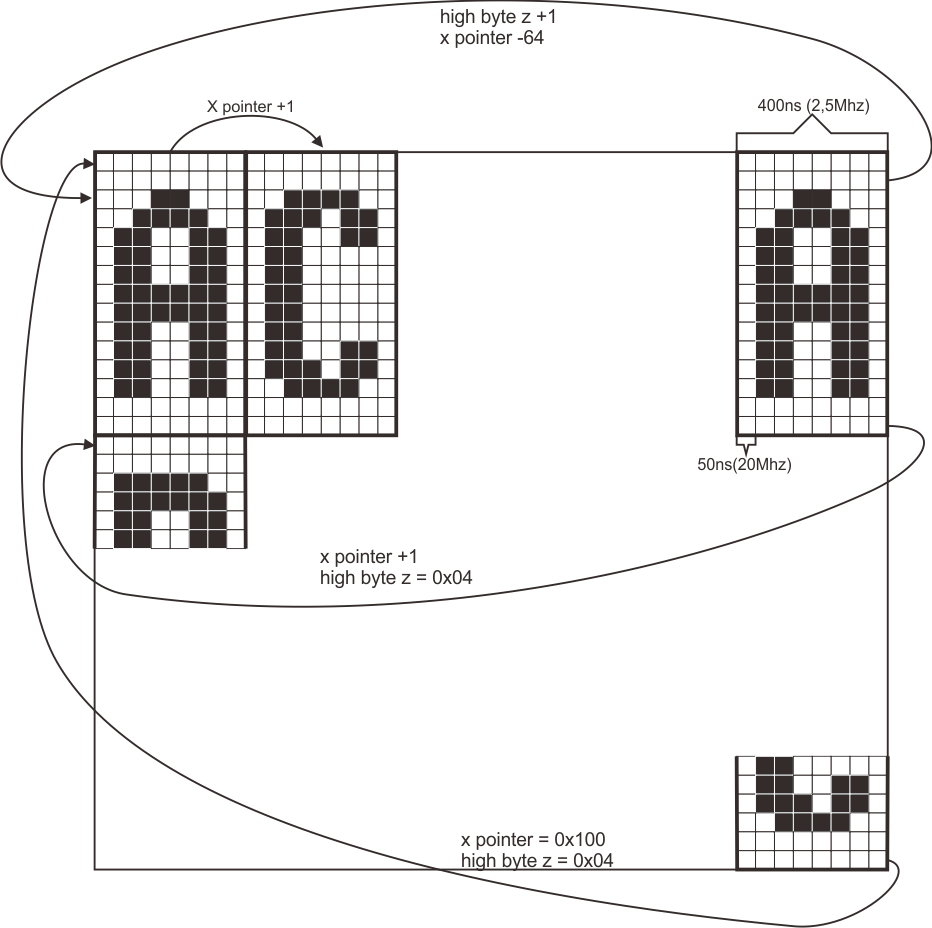 high byte z +1
x pointer -64
X pointer +1
400ns (2,5Mhz)
A C A
50ns(20Mhz)
x pointer +1
high byte z = 0x04
x pointer = 0x100
high byte z = 0x04